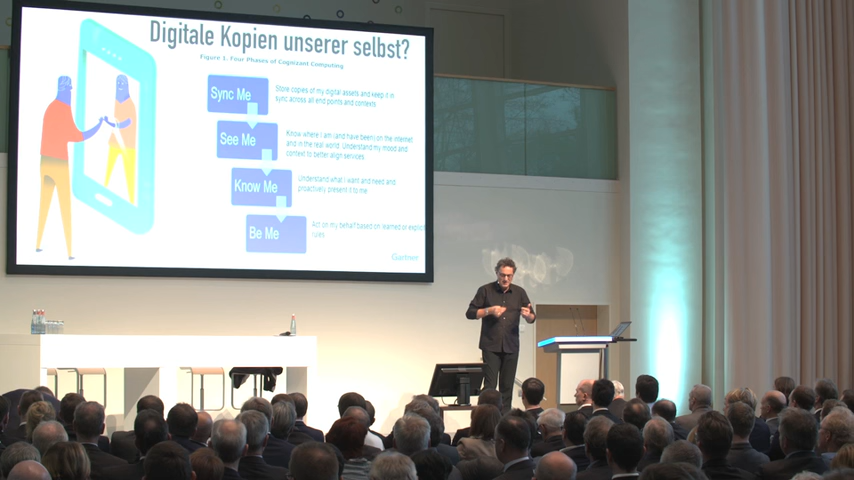 Digitale Kopien unserer selbst?
Figure 1. Four Phases of Cognizant Computing
Sync Me
Store copies of my digital assets and keep it in
sync across all end points and contexts
See Me
Know where I am (and have been) on the internet
and in the real world. Understand my mood and
context to better align services
Know Me
Understand what I want and need and
proactively present it to me
Be Me
Act on my behalf based on learned or explicit
rules
Gartner